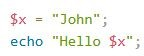 $x = "John";
echo "Hello $x";